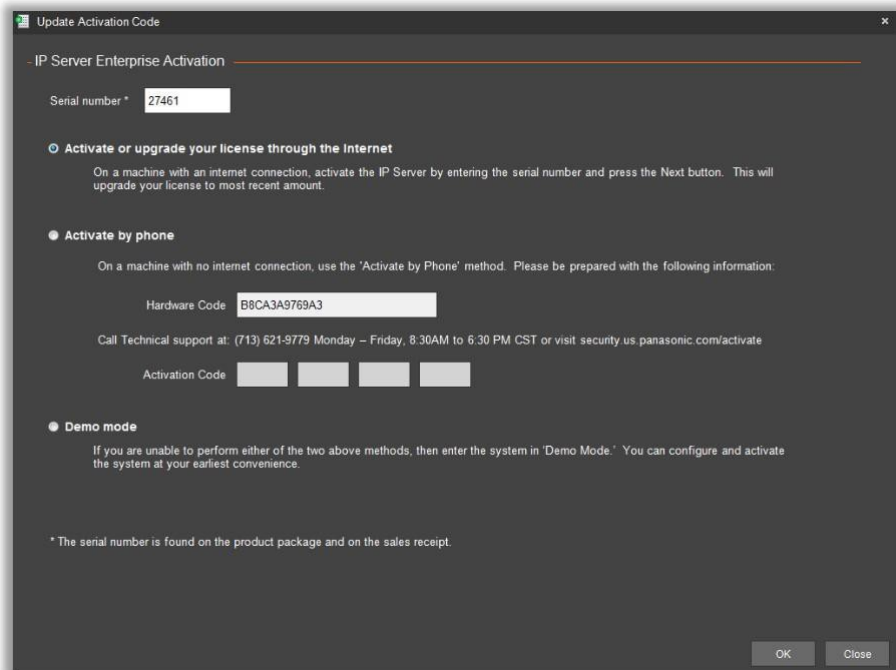 Update Activation Code
IP Server Enterprise Activation
Serial number * 27461
Activate or upgrade your license through the Internet
On a machine with an internet connection, activate the IP Server by entering the serial number and press the Next button. This will
upgrade your license to most recent amount.
Activate by phone
On a machine with no internet connection, use the 'Activate by Phone' method. Please be prepared with the following information:
Hardware Code B8CA3A9769A3
Call Technical support at: (713) 621-9779 Monday – Friday, 8:30AM to 6:30 PM CST or visit security.us.panasonic.com/activate
Activation Code
Demo mode
If you are unable to perform either of the two above methods, then enter the system in 'Demo Mode.' You can configure and activate
the system at your earliest convenience.
* The serial number is found on the product package and on the sales receipt.
OK Close